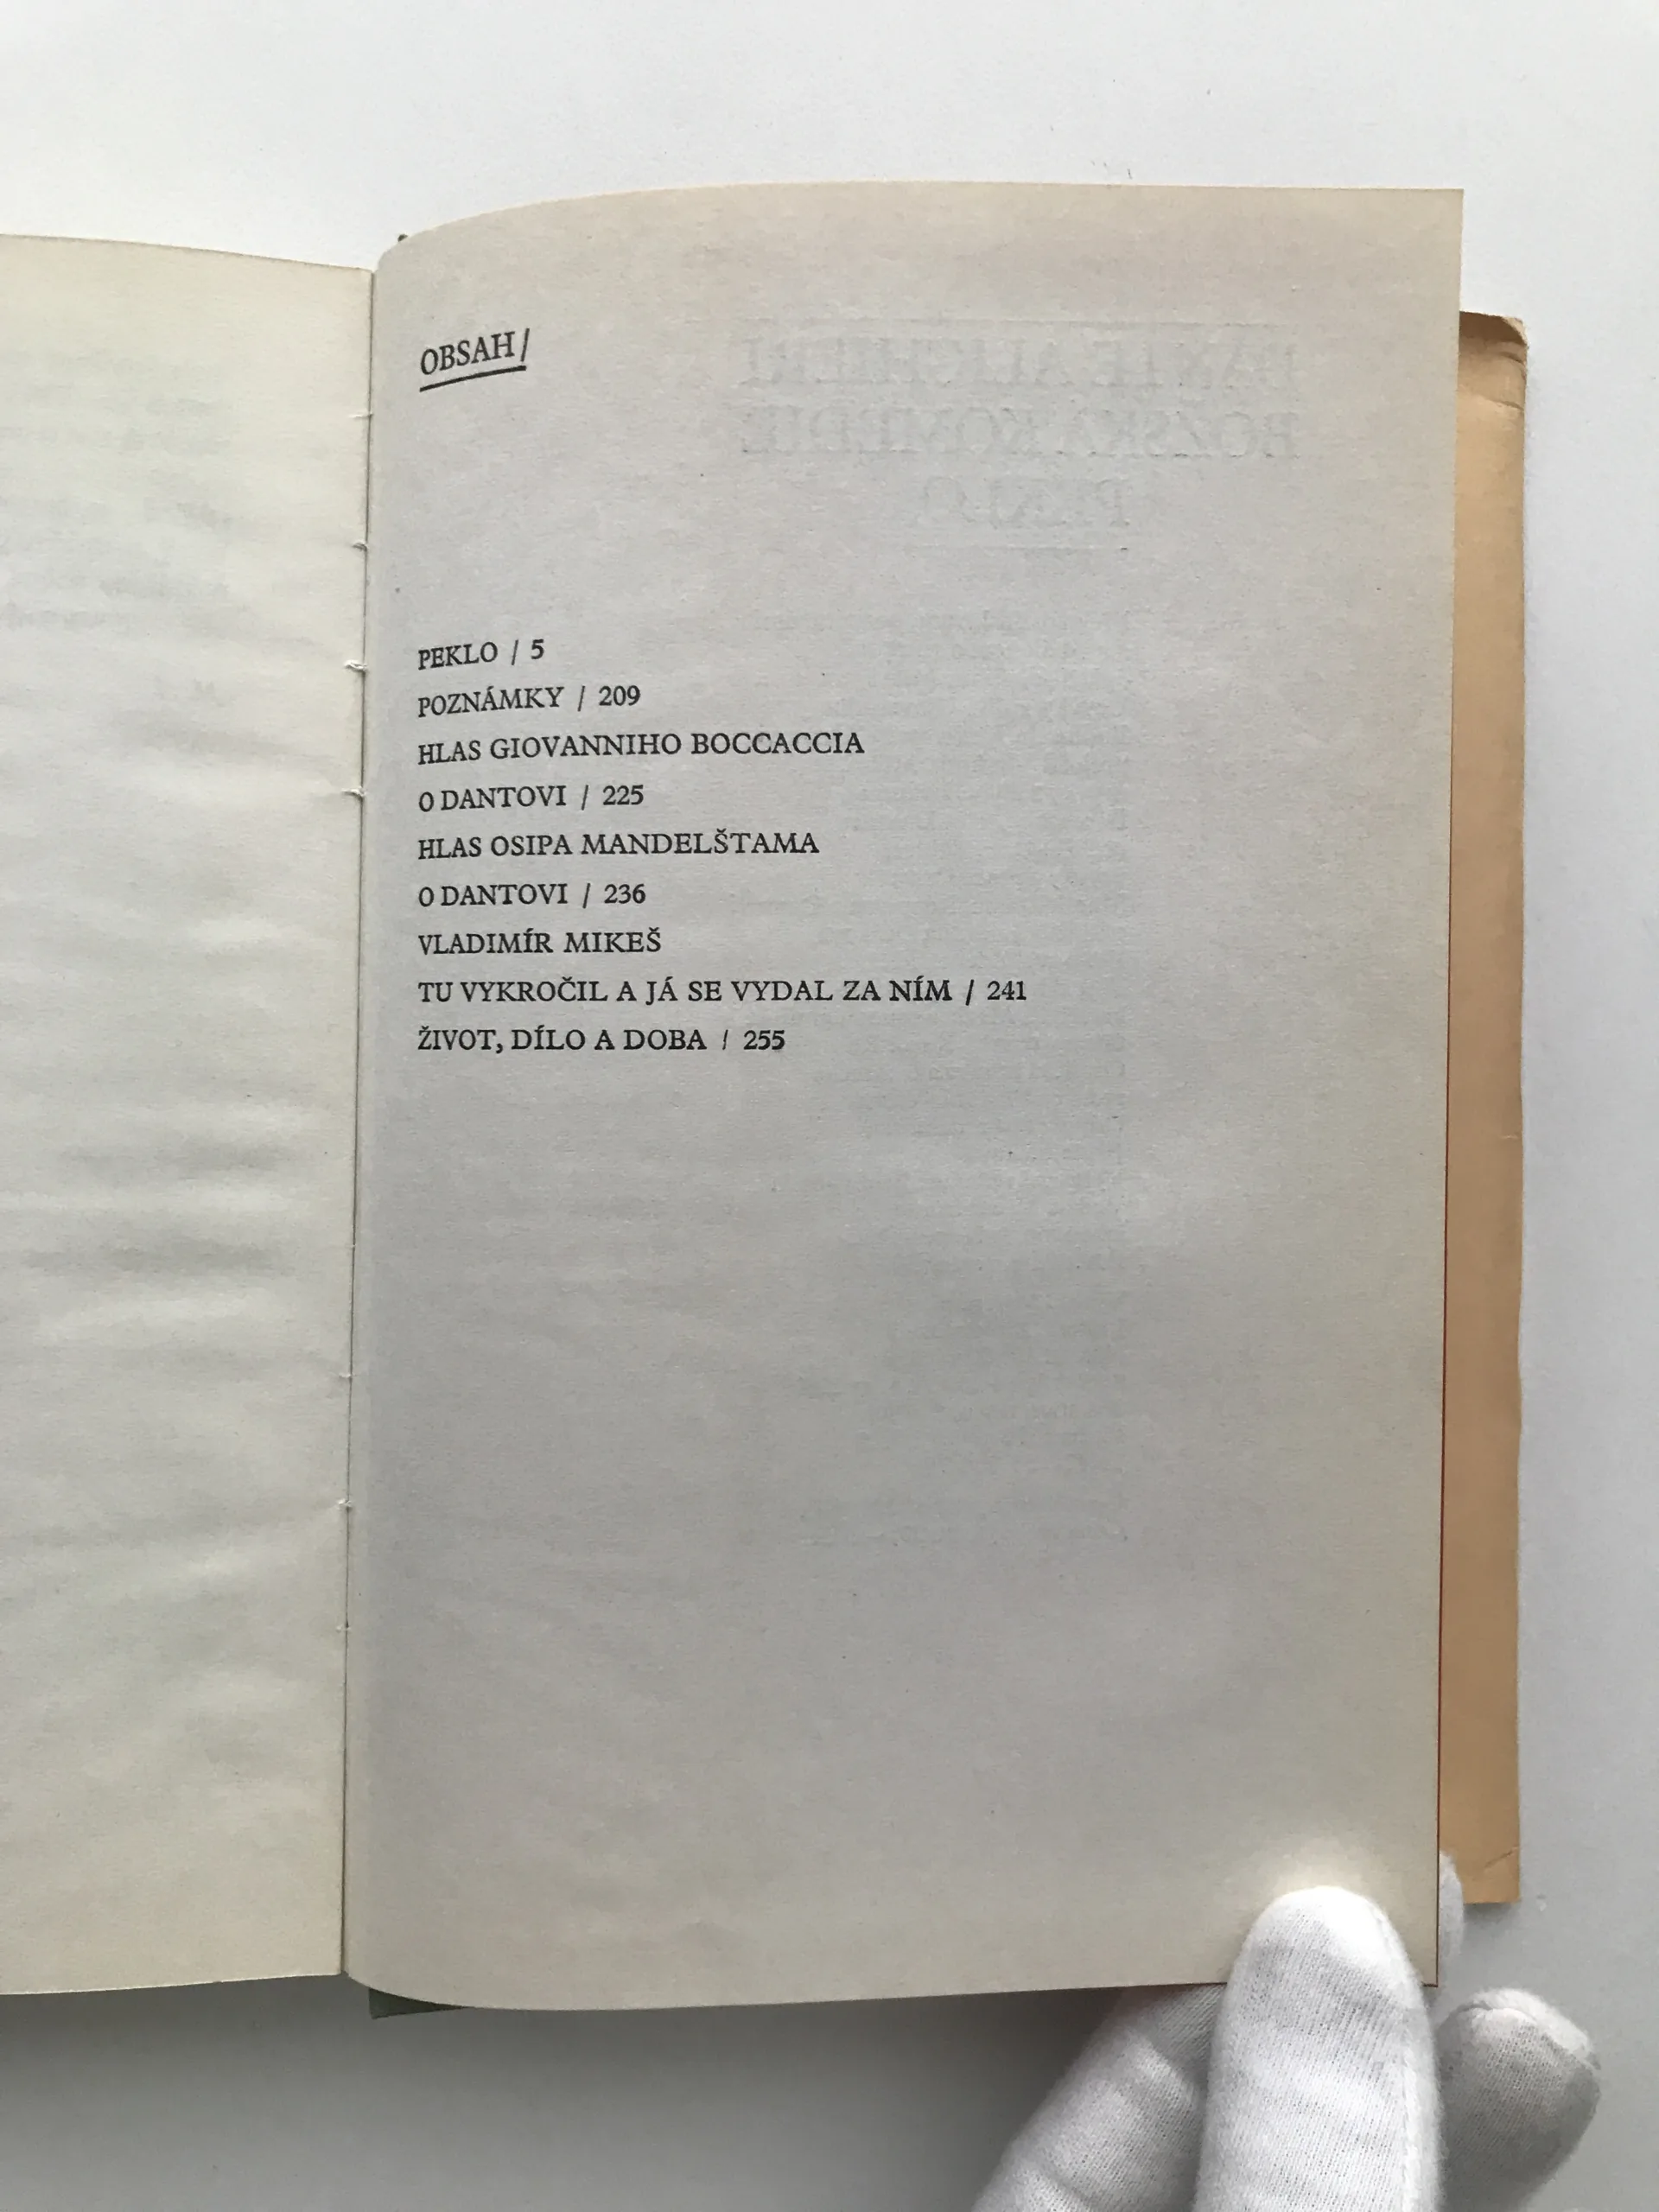 OBSAH /
PEKLO / 5
POZNÁMKY / 209
HLAS GIOVANNIHO BOCCACCIA
O DANTOVI / 225
HLAS OSIPA MANDELŠTAMA
O DANTOVI / 236
VLADIMÍR MIKEŠ
TU VYKROČIL A JÁ SE VYDAL ZA NÍM / 241
ŽIVOT, DÍLO A DOBA / 255